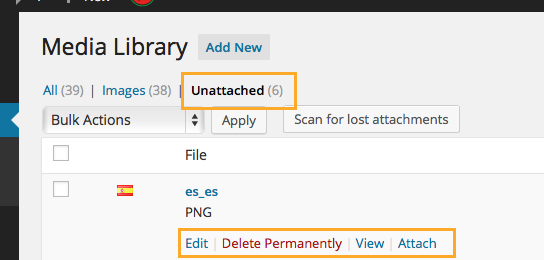 Media Library Add New
All (39) | Images (38) | Unattached (6)
Bulk Actions Apply Scan for lost attachments
File
es_es
PNG
Edit | Delete Permanently | View | Attach